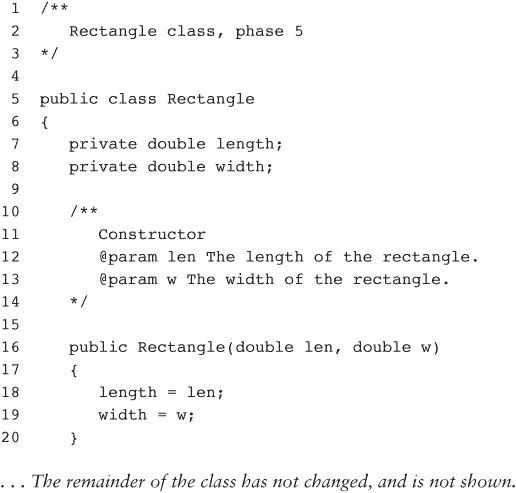 1 /**
2    Rectangle class, phase 5
3 */
4
5 public class Rectangle
6 {
7    private double length;
8    private double width;
9
10    /**
11       Constructor
12       @param len The length of the rectangle.
13       @param w The width of the rectangle.
14    */
15
16    public Rectangle(double len, double w)
17    {
18       length = len;
19       width = w;
20    }
. . . The remainder of the class has not changed, and is not shown.